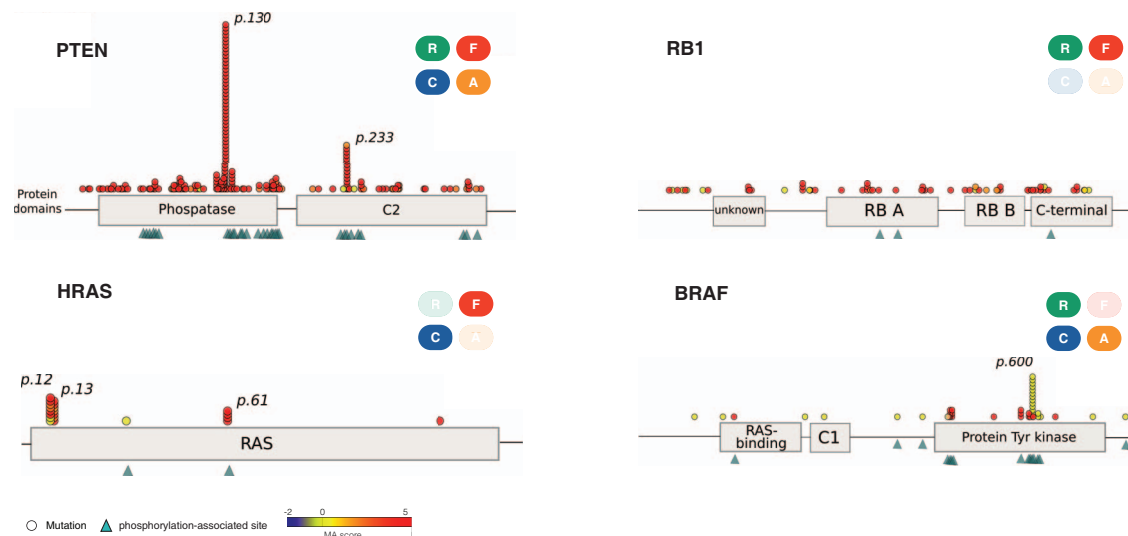 p.130
PTEN
R F
C A
p.233
Protein
domains
Phospatase
C2
RB1
R F
C A
unknown
RB A
RB B
C-terminal
HRAS
R F
C A
p.12
p.13
p.61
RAS
BRAF
R F
C A
p.600
RAS-
binding
C1
Protein Tyr kinase
Mutation
phosphorylation-associated site
-2 0 5
MA score